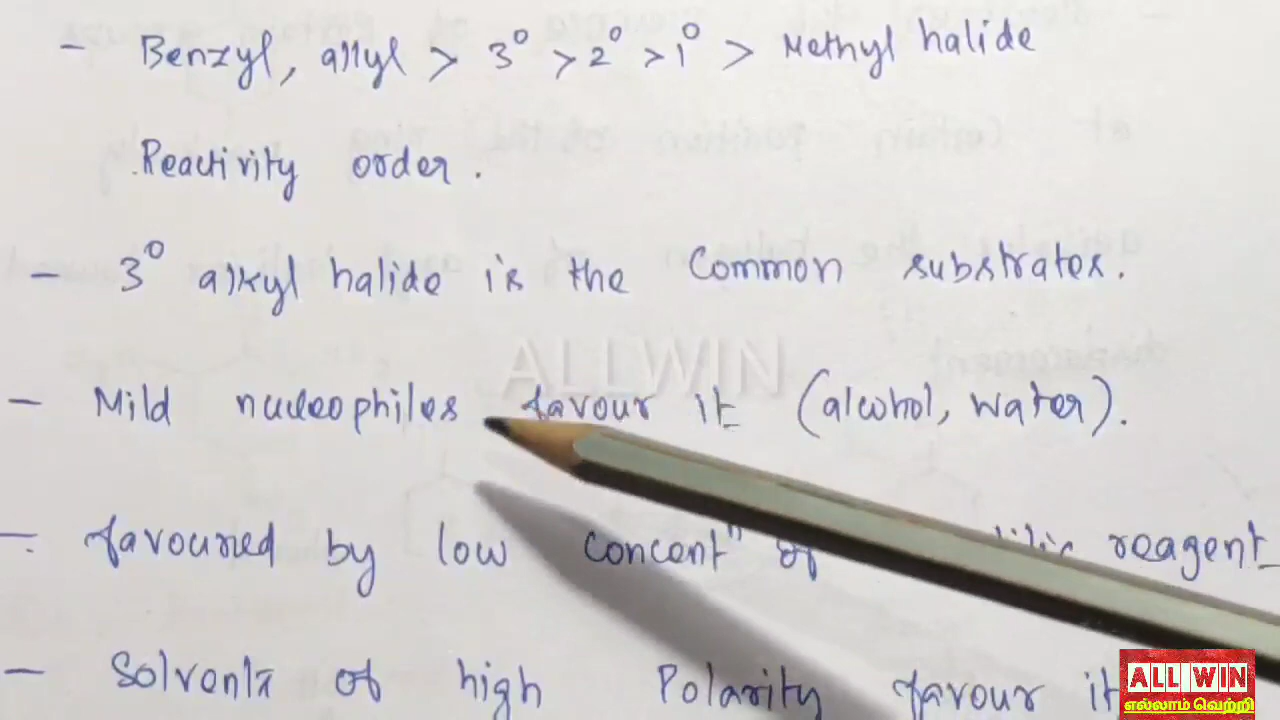 - Benzyl, allyl > 3° > 2° > 1° > Methyl halide
Reactivity order.
- 3° alkyl halide is the Common substrates.
ALLWIN
- Mild nucleophiles favour it (alcohol, water).
- favoured by low concentⁿ of reagent
- Solvents of high Polarity favour it
ALL WIN
எல்லாம் வெற்றி